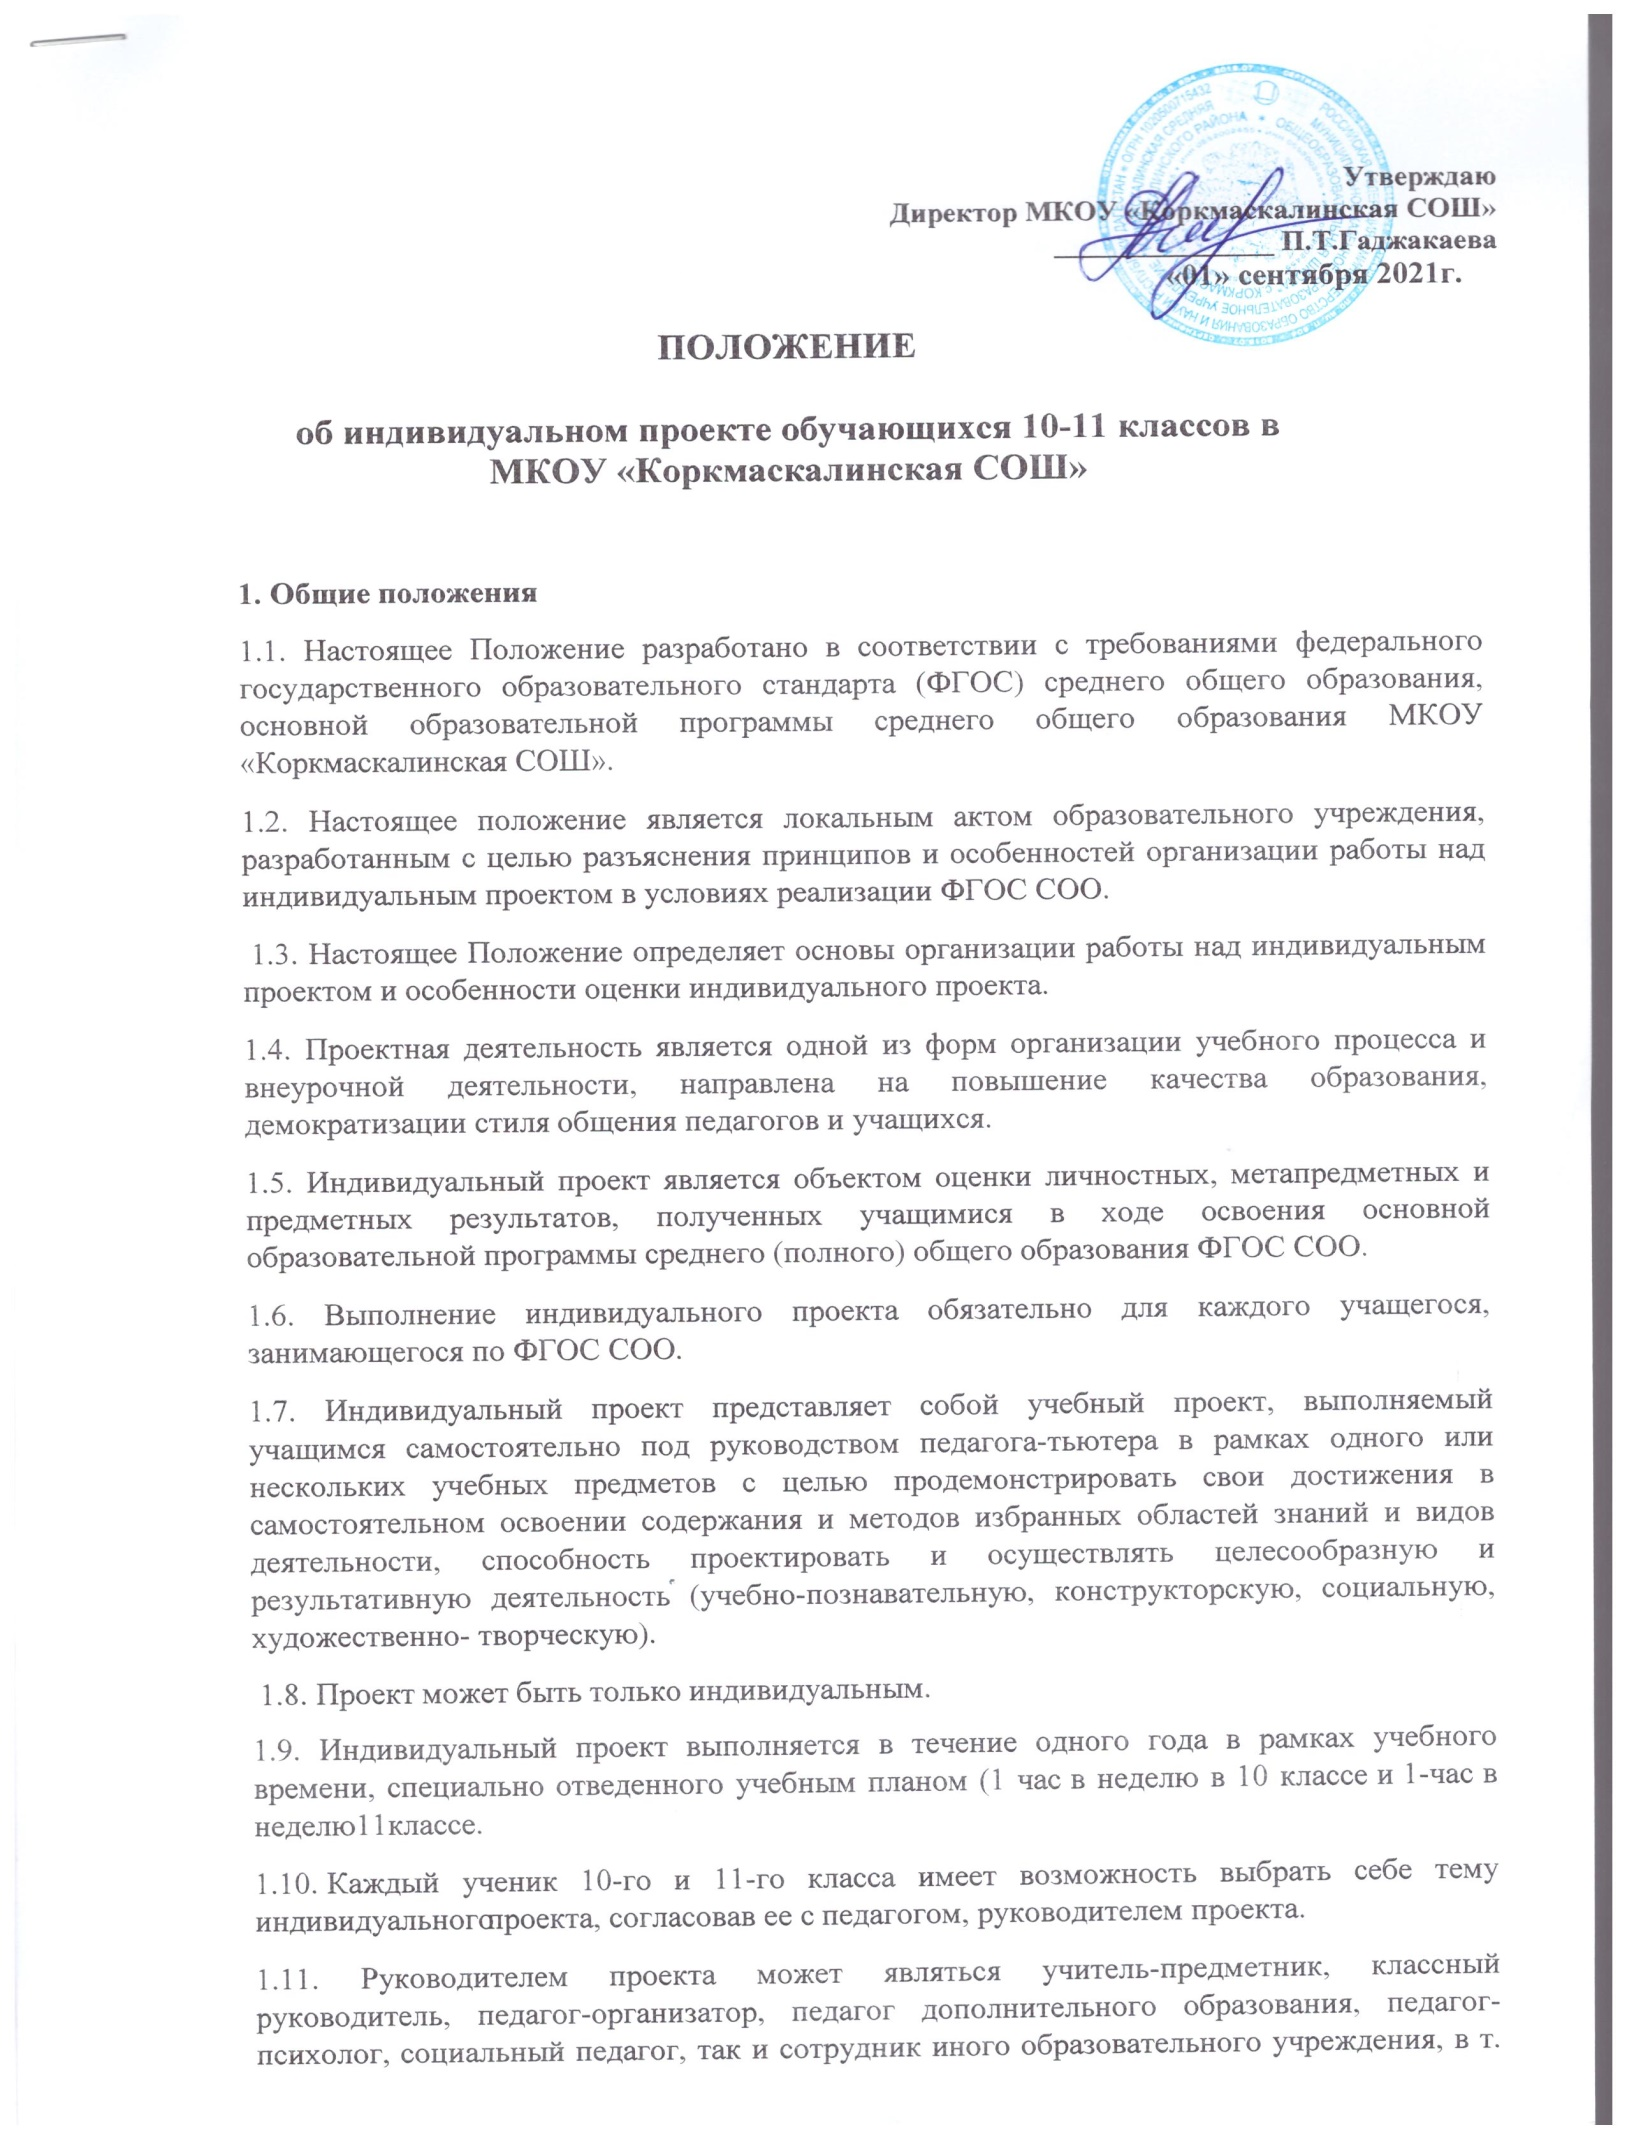 Утверждаю
Директор МКОУ «Коркмаскалинская СОШ»
П.Т.Гаджакаева
«01» сентября 2021г.
ПОЛОЖЕНИЕ
об индивидуальном проекте обучающихся 10-11 классов в
МКОУ «Коркмаскалинская СОШ»
1. Общие положения
1.1. Настоящее Положение разработано в соответствии с требованиями федерального
государственного образовательного стандарта (ФГОС) среднего общего образования,
основной образовательной программы среднего общего образования МКОУ
«Коркмаскалинская СОШ».
1.2. Настоящее положение является локальным актом образовательного учреждения,
разработанным с целью разъяснения принципов и особенностей организации работы над
индивидуальным проектом в условиях реализации ФГОС СОО.
1.3. Настоящее Положение определяет основы организации работы над индивидуальным
проектом и особенности оценки индивидуального проекта.
1.4. Проектная деятельность является одной из форм организации учебного процесса и
внеурочной деятельности, направлена на повышение качества образования,
демократизации стиля общения педагогов и учащихся.
1.5. Индивидуальный проект является объектом оценки личностных, метапредметных и
предметных результатов, полученных учащимися в ходе освоения основной
образовательной программы среднего (полного) общего образования ФГОС СОО.
1.6. Выполнение индивидуального проекта обязательно для каждого учащегося,
занимающегося по ФГОС СОО.
1.7. Индивидуальный проект представляет собой учебный проект, выполняемый
учащимся самостоятельно под руководством педагога-тьютера в рамках одного или
нескольких учебных предметов с целью продемонстрировать свои достижения в
самостоятельном освоении содержания и методов избранных областей знаний и видов
деятельности, способность проектировать и осуществлять целесообразную и
результативную деятельность (учебно-познавательную, конструкторскую, социальную,
художественно- творческую).
1.8. Проект может быть только индивидуальным.
1.9. Индивидуальный проект выполняется в течение одного года в рамках учебного
времени, специально отведенного учебным планом (1 час в неделю в 10 классе и 1-час в
неделю11классе.
1.10. Каждый ученик 10-го и 11-го класса имеет возможность выбрать себе тему
индивидуальногопроекта, согласовав ее с педагогом, руководителем проекта.
1.11. Руководителем проекта может являться учитель-предметник, классный
руководитель, педагог-организатор, педагог дополнительного образования, педагог-
психолог, социальный педагог, так и сотрудник иного образовательного учреждения, в т.